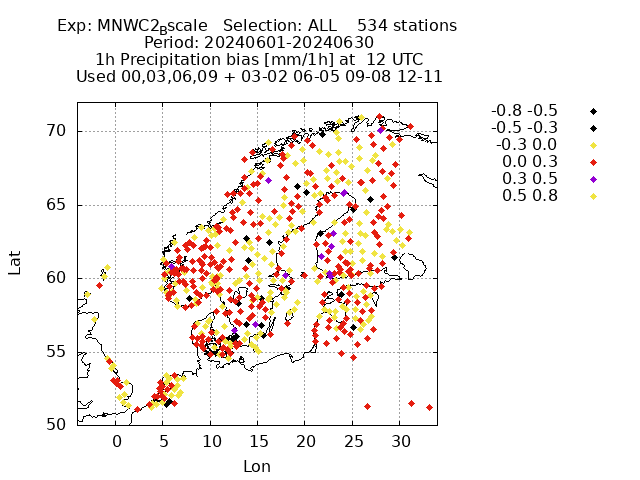 Exp: MNWC2_Bscale   Selection: ALL    534 stations
Period: 20240601-20240630
1h Precipitation bias [mm/1h] at  12 UTC
Used 00,03,06,09 + 03-02 06-05 09-08 12-11
-0.8 -0.5
-0.5 -0.3
-0.3 0.0
0.0 0.3
0.3 0.5
0.5 0.8
70
65
60
55
50
Lat
0 5 10 15 20 25 30
Lon